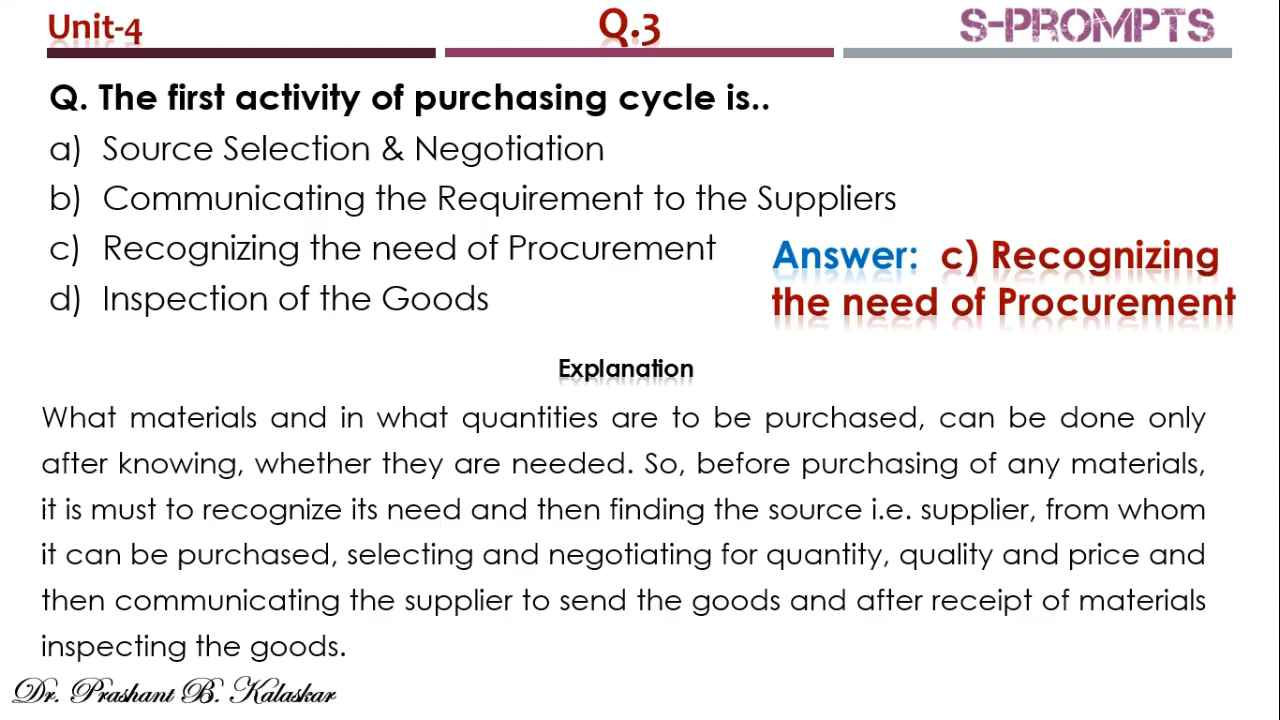 Unit-4
Q.3
S-PROMPTS
Q. The first activity of purchasing cycle is..
a) Source Selection & Negotiation
b) Communicating the Requirement to the Suppliers
c) Recognizing the need of Procurement
d) Inspection of the Goods
Answer: c) Recognizing
the need of Procurement
Explanation
What materials and in what quantities are to be purchased, can be done only
after knowing, whether they are needed. So, before purchasing of any materials,
it is must to recognize its need and then finding the source i.e. supplier, from whom
it can be purchased, selecting and negotiating for quantity, quality and price and
then communicating the supplier to send the goods and after receipt of materials
inspecting the goods.
Dr. Prashant B. Kalaskar